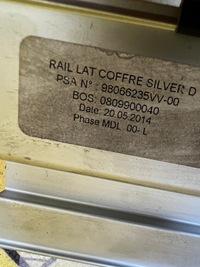 RAIL LAT COFFRE SILVER D
PSA N° : 98066235VV-00
BOS: 0809900040
Date: 20.05.2014
Phase MDL 00- L